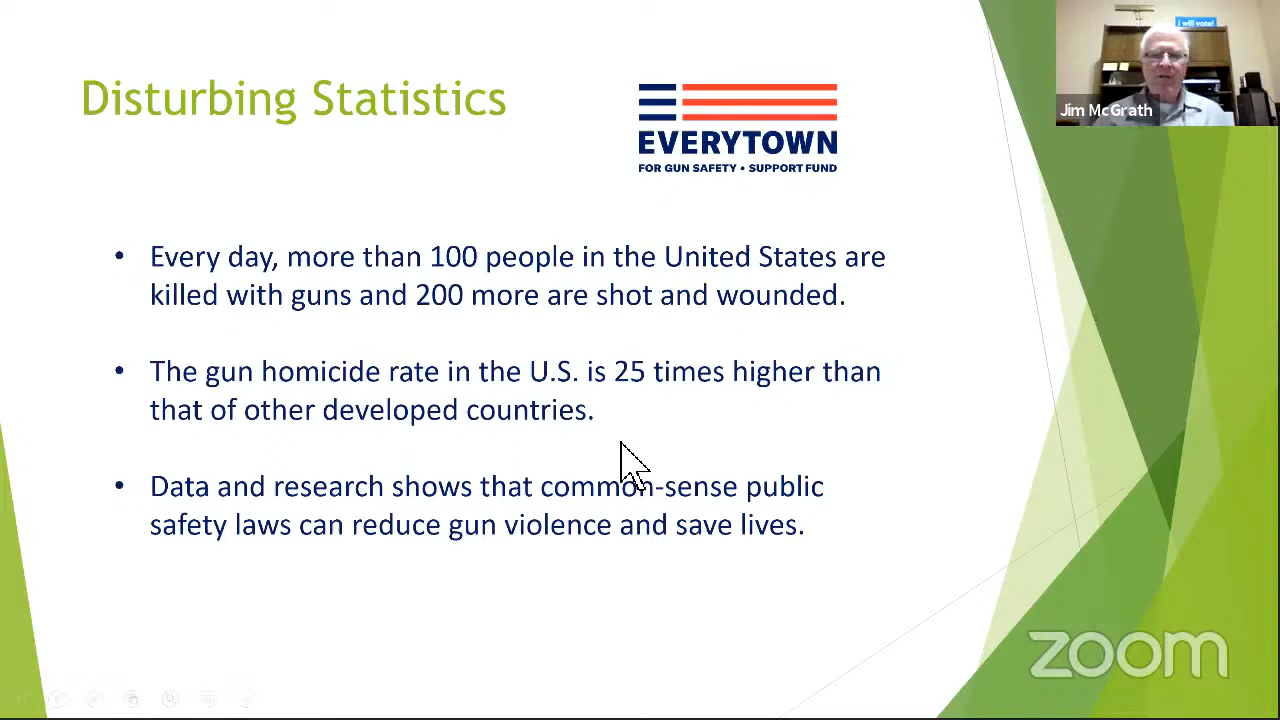 Disturbing Statistics
EVERYTOWN
FOR GUN SAFETY • SUPPORT FUND
I will vote!
Jim McGrath
• Every day, more than 100 people in the United States are
killed with guns and 200 more are shot and wounded.
• The gun homicide rate in the U.S. is 25 times higher than
that of other developed countries.
• Data and research shows that common-sense public
safety laws can reduce gun violence and save lives.
zoom